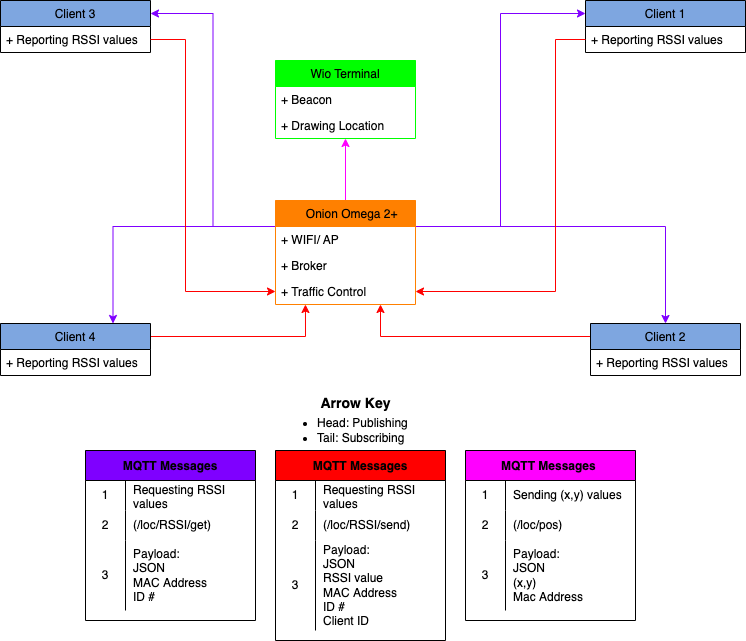 Client 3
+ Reporting RSSI values
Client 1
+ Reporting RSSI values
Wio Terminal
+ Beacon
+ Drawing Location
Onion Omega 2+
+ WIFI/ AP
+ Broker
+ Traffic Control
Client 4
+ Reporting RSSI values
Client 2
+ Reporting RSSI values
Arrow Key
• Head: Publishing
• Tail: Subscribing
MQTT Messages
1 Requesting RSSI
values
2 (/loc/RSSI/get)
3 Payload:
JSON
MAC Address
ID #
MQTT Messages
1 Requesting RSSI
values
2 (/loc/RSSI/send)
3 Payload:
JSON
RSSI value
MAC Address
ID #
Client ID
MQTT Messages
1 Sending (x,y) values
2 (/loc/pos)
3 Payload:
JSON
(x,y)
Mac Address